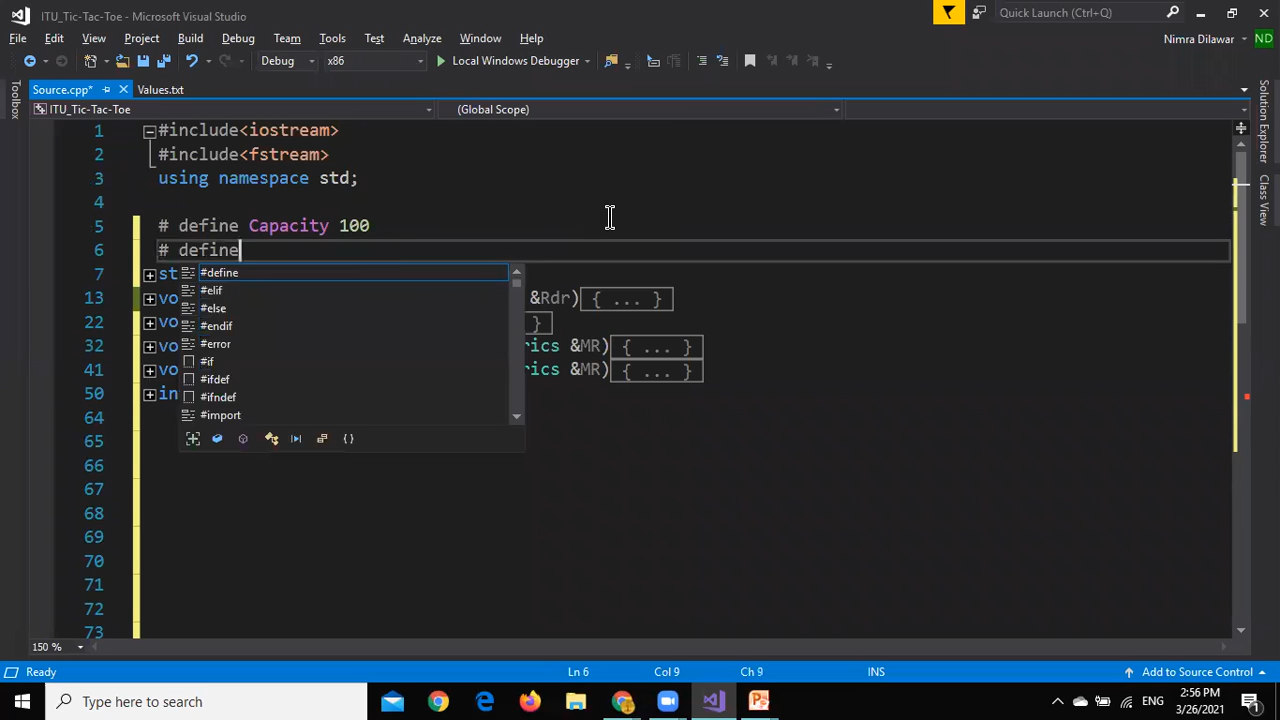 ITU_Tic-Tac-Toe - Microsoft Visual Studio
Quick Launch (Ctrl+Q)
File Edit View Project Build Debug Team Tools Test Analyze Window Help
Nimra Dilawar ND
Debug x86 Local Windows Debugger
Source.cpp* Values.txt
ITU_Tic-Tac-Toe (Global Scope)
Toolbox
Solution Explorer
Class View
1 #include<iostream>
2 #include<fstream>
3 using namespace std;
4
5 # define Capacity 100
6 # define
7 st
#define
13 vo &Rdr) { ... }
#elif
#else
22 vo }
#endif
32 vo rics &MR) { ... }
#error
#if
41 vo rics &MR) { ... }
#ifdef
50 in
#ifndef
64 #import
65
66
67
68
69
70
71
72
73
150 %
Ready Ln 6 Col 9 Ch 9 INS Add to Source Control
Type here to search
ENG
2:56 PM
3/26/2021
1